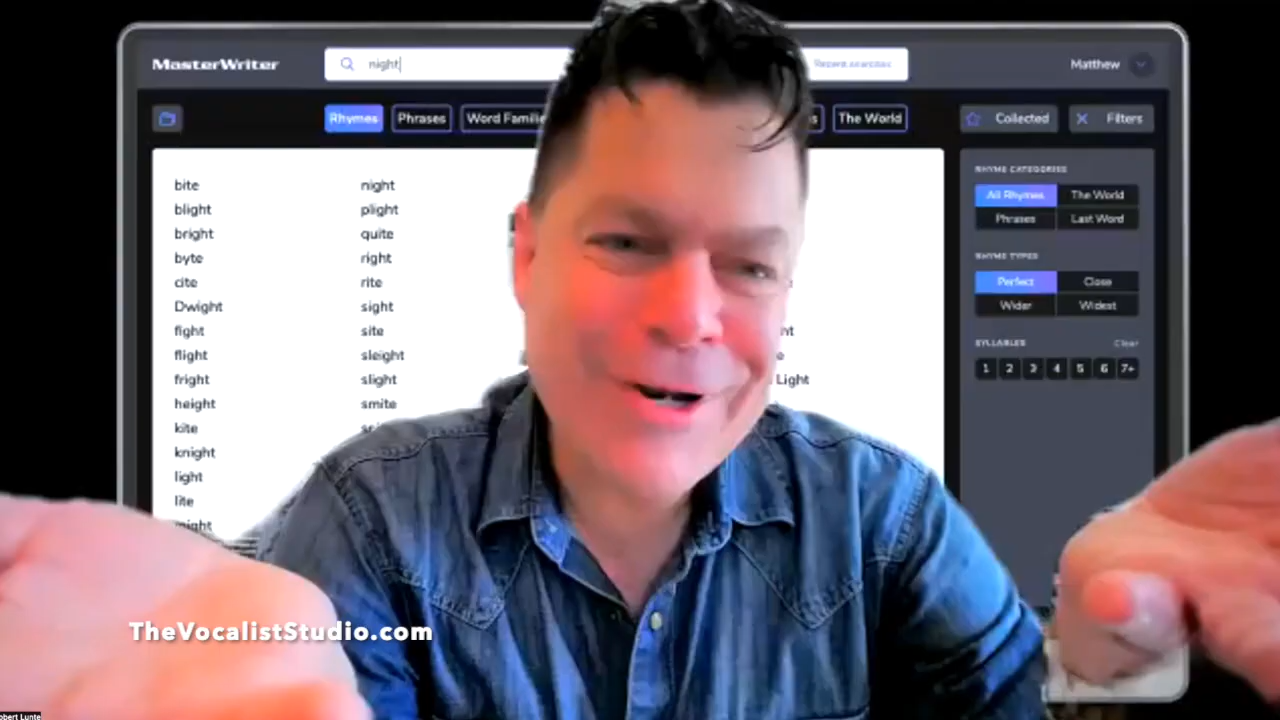 MasterWriter
night
Recent searches
Matthew
Rhymes
Phrases
The World
Collected
Filters
bite
blight
bright
byte
cite
Dwight
fight
flight
fright
height
kite
knight
light
lite
might
night
plight
quite
right
rite
sight
site
sleight
slight
smite
Light
RHYME CATEGORIES
All Rhymes The World
Phrases Last Word
RHYME TYPES
Perfect Close
Wider Widest
SYLLABLES Clear
1 2 3 4 5 6 7+
TheVocalistStudio.com